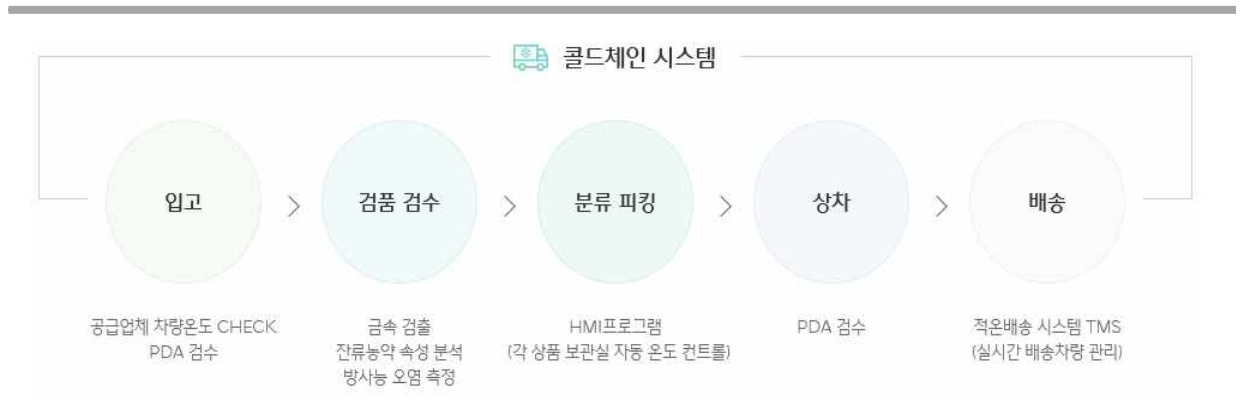 콜드체인 시스템
입고
검품 검수
분류 피킹
상차
배송
공급업체 차량온도 CHECK
PDA 검수
금속 검출
잔류농약 속성 분석
방사능 오염 측정
HMI프로그램
(각 상품 보관실 자동 온도 컨트롤)
PDA 검수
적온배송 시스템 TMS
(실시간 배송차량 관리)